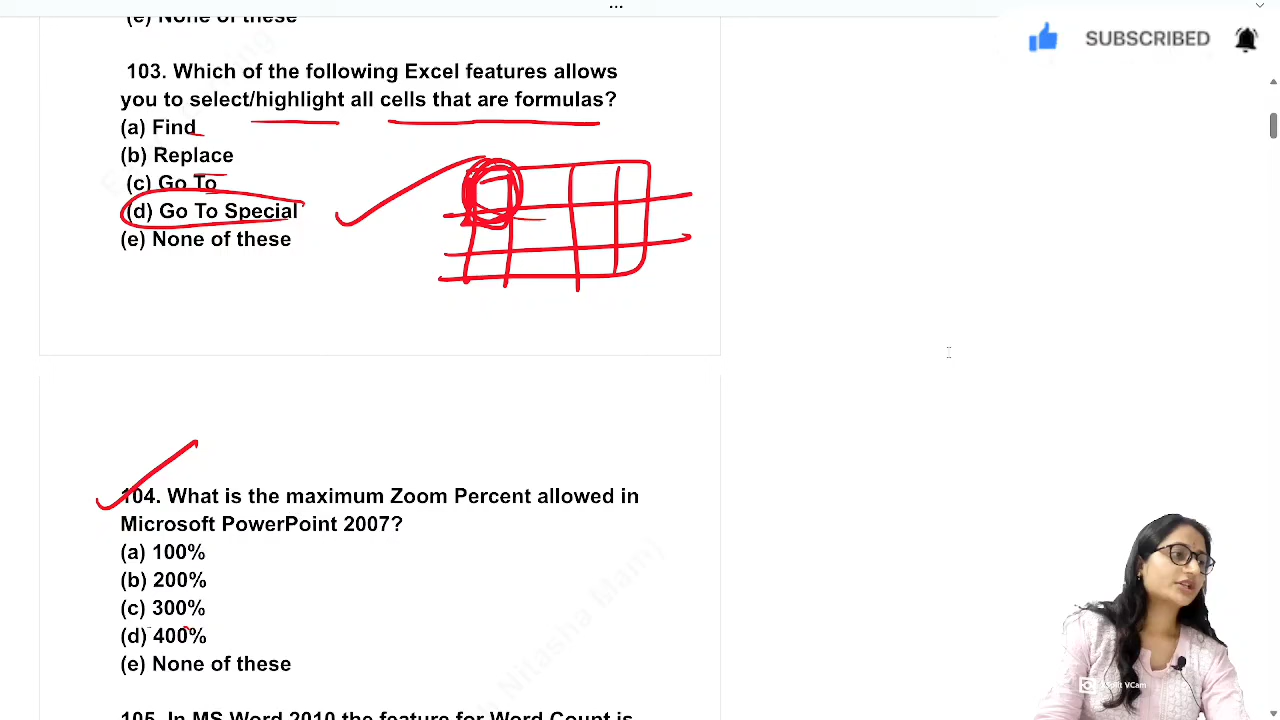 (e) None of these
SUBSCRIBED
103. Which of the following Excel features allows
you to select/highlight all cells that are formulas?
(a) Find
(b) Replace
(c) Go To
(d) Go To Special
(e) None of these
104. What is the maximum Zoom Percent allowed in
Microsoft PowerPoint 2007?
(a) 100%
(b) 200%
(c) 300%
(d) 400%
(e) None of these
Nitasha Mam)
105. In MS Word 2010 the feature for Word Count is
VCam